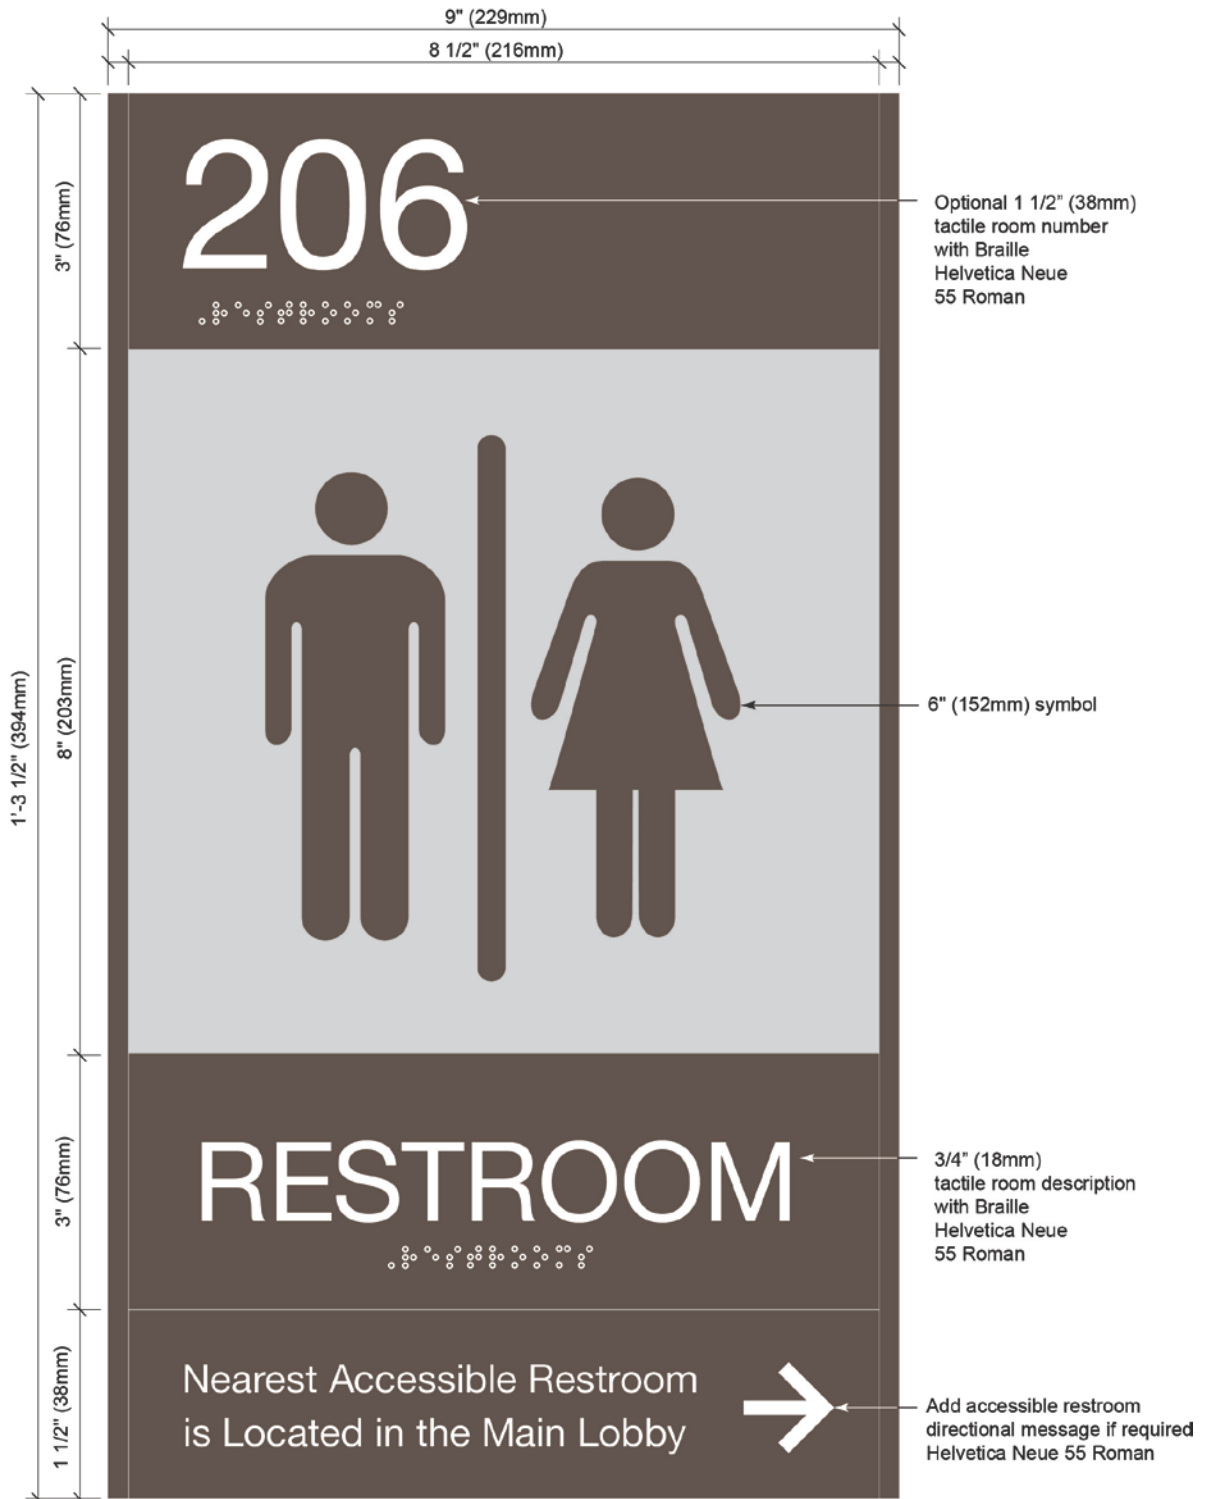 9" (229mm)
8 1/2" (216mm)
3" (76mm)
206
Optional 1 1/2" (38mm)
tactile room number
with Braille
Helvetica Neue
55 Roman
1'-3 1/2" (394mm)
8" (203mm)
6" (152mm) symbol
3" (76mm)
RESTROOM
3/4" (18mm)
tactile room description
with Braille
Helvetica Neue
55 Roman
1 1/2" (38mm)
Nearest Accessible Restroom
is Located in the Main Lobby
Add accessible restroom
directional message if required
Helvetica Neue 55 Roman